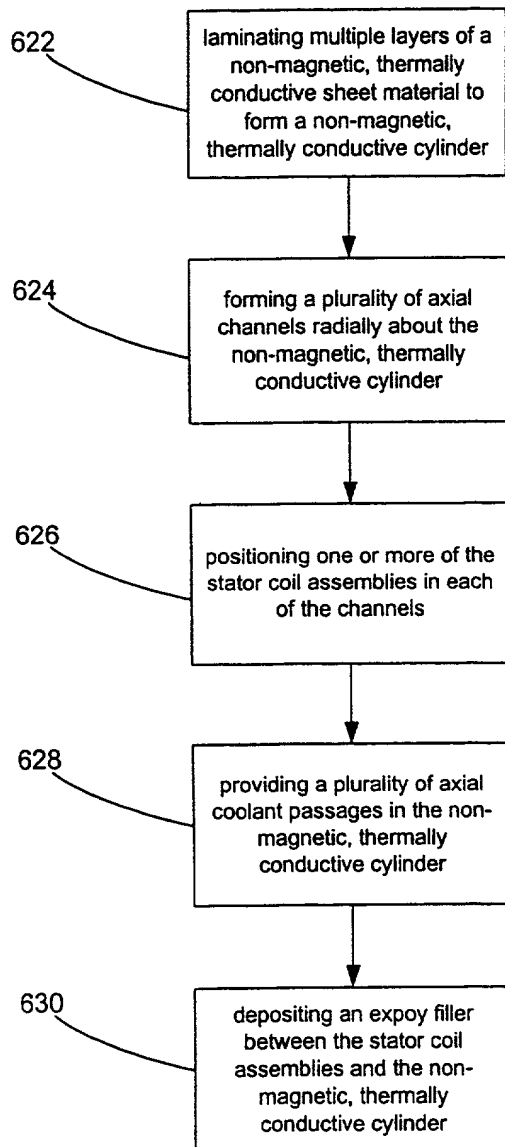 622
laminating multiple layers of a
non-magnetic, thermally
conductive sheet material to
form a non-magnetic,
thermally conductive cylinder
624
forming a plurality of axial
channels radially about the
non-magnetic, thermally
conductive cylinder
626
positioning one or more of the
stator coil assemblies in each
of the channels
628
providing a plurality of axial
coolant passages in the non-
magnetic, thermally
conductive cylinder
630
depositing an expoy filler
between the stator coil
assemblies and the non-
magnetic, thermally
conductive cylinder